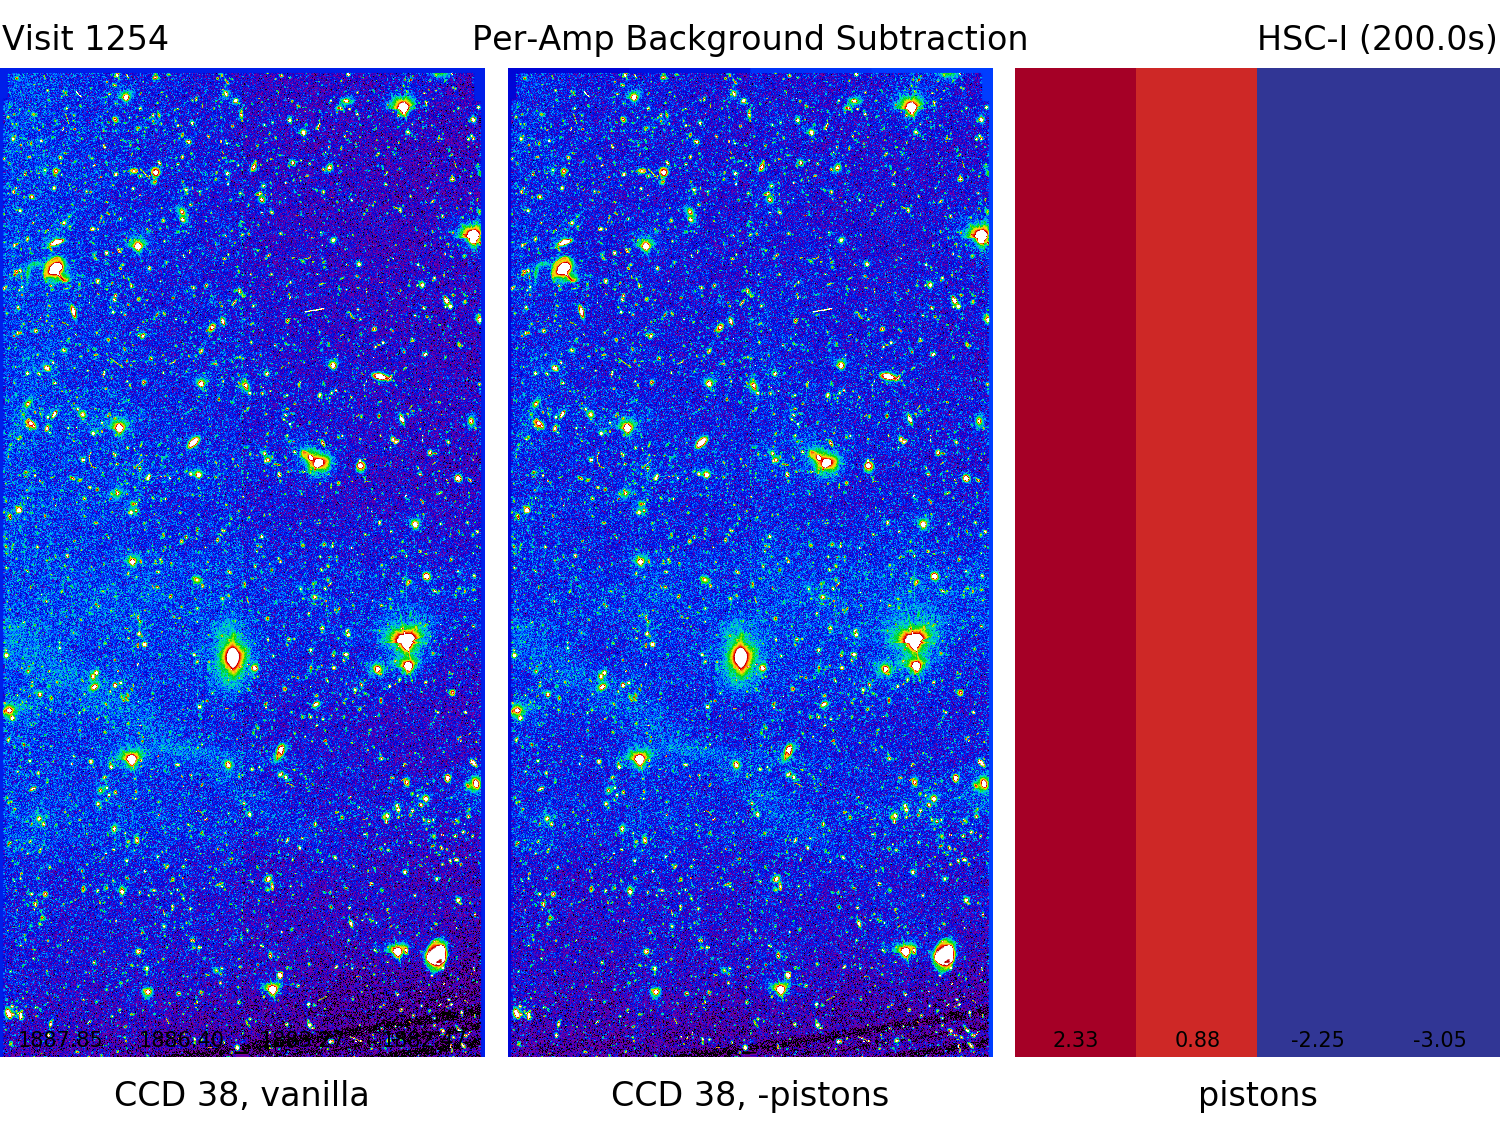 Visit 1254 Per-Amp Background Subtraction HSC-I (200.0s)
1887.85 1886.40 2.33 0.88 -2.25 -3.05
CCD 38, vanilla CCD 38, -pistons pistons